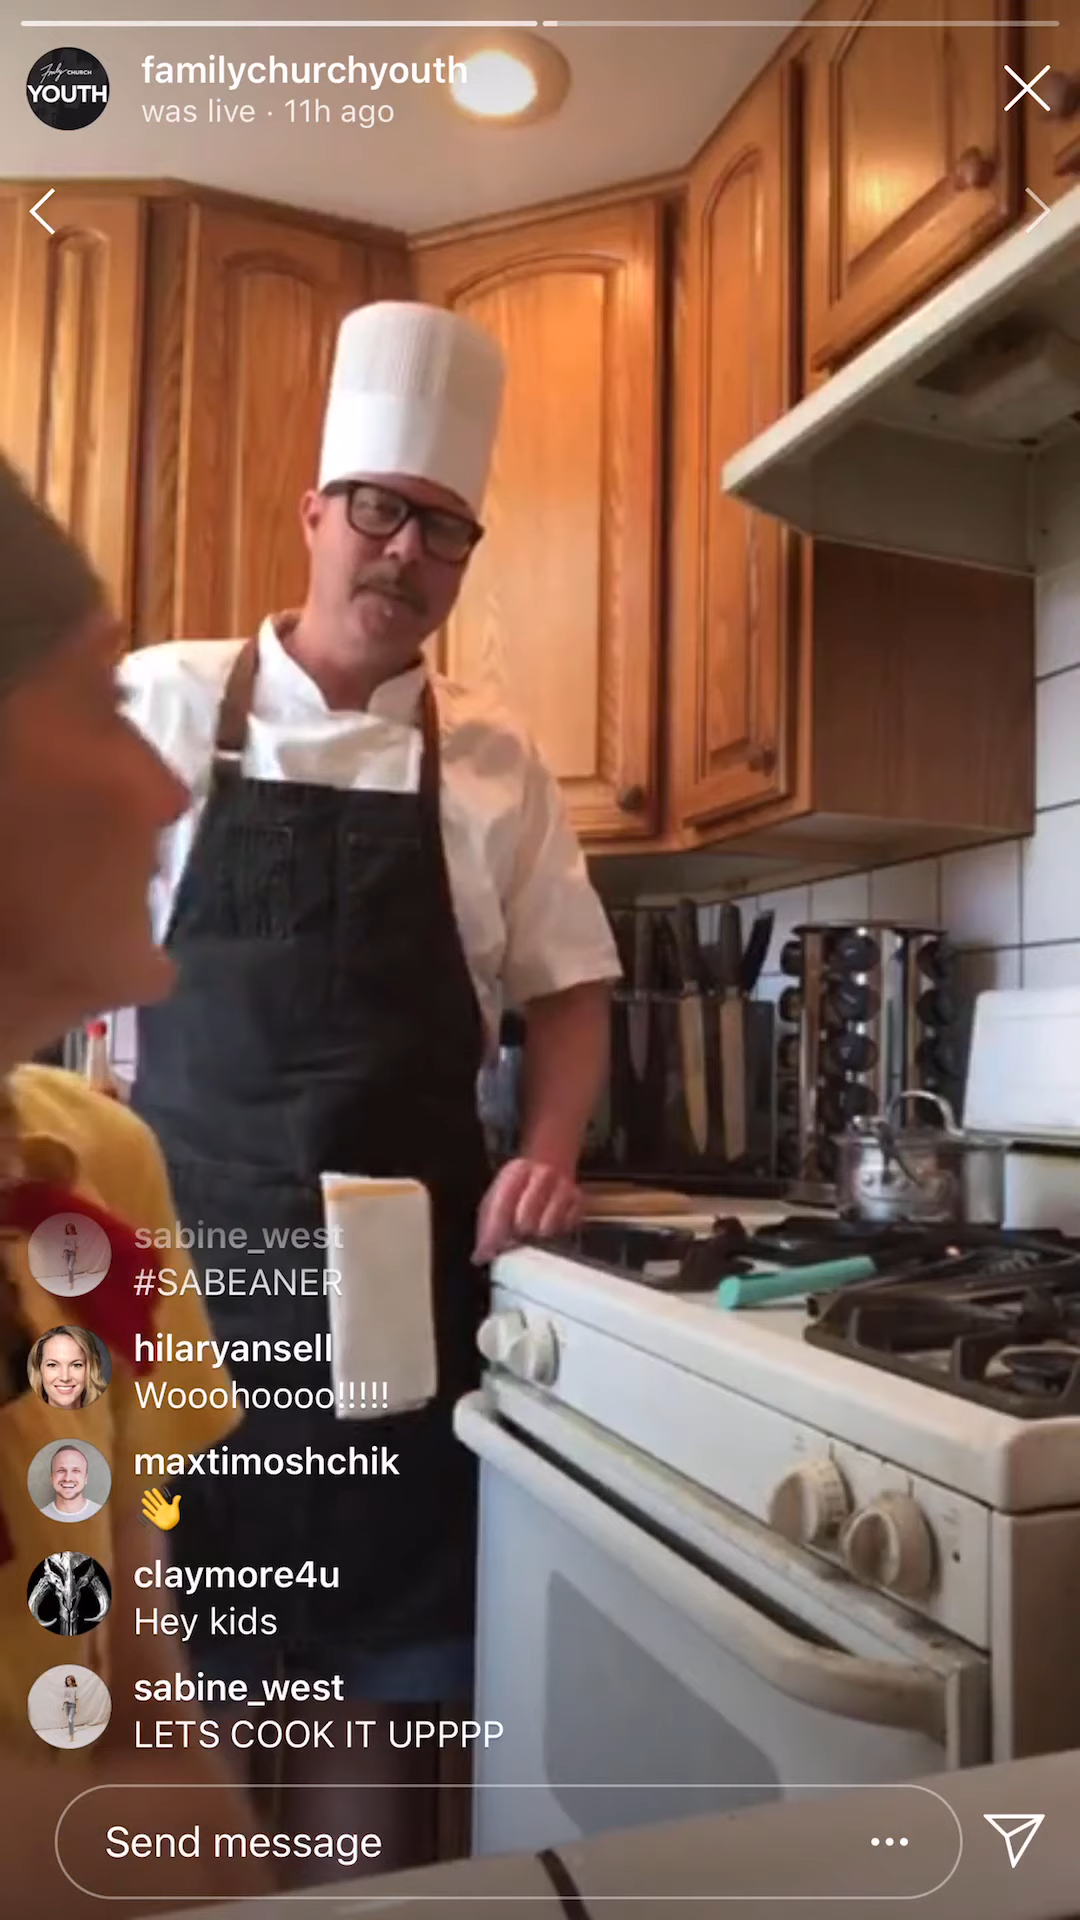 familychurchyouth
was live · 11h ago
Family CHURCH
YOUTH
sabine_west
#SABEANER
hilaryansell
Wooohoooo!!!!!
maxtimoshchik
👋
claymore4u
Hey kids
sabine_west
LETS COOK IT UPPPP
Send message